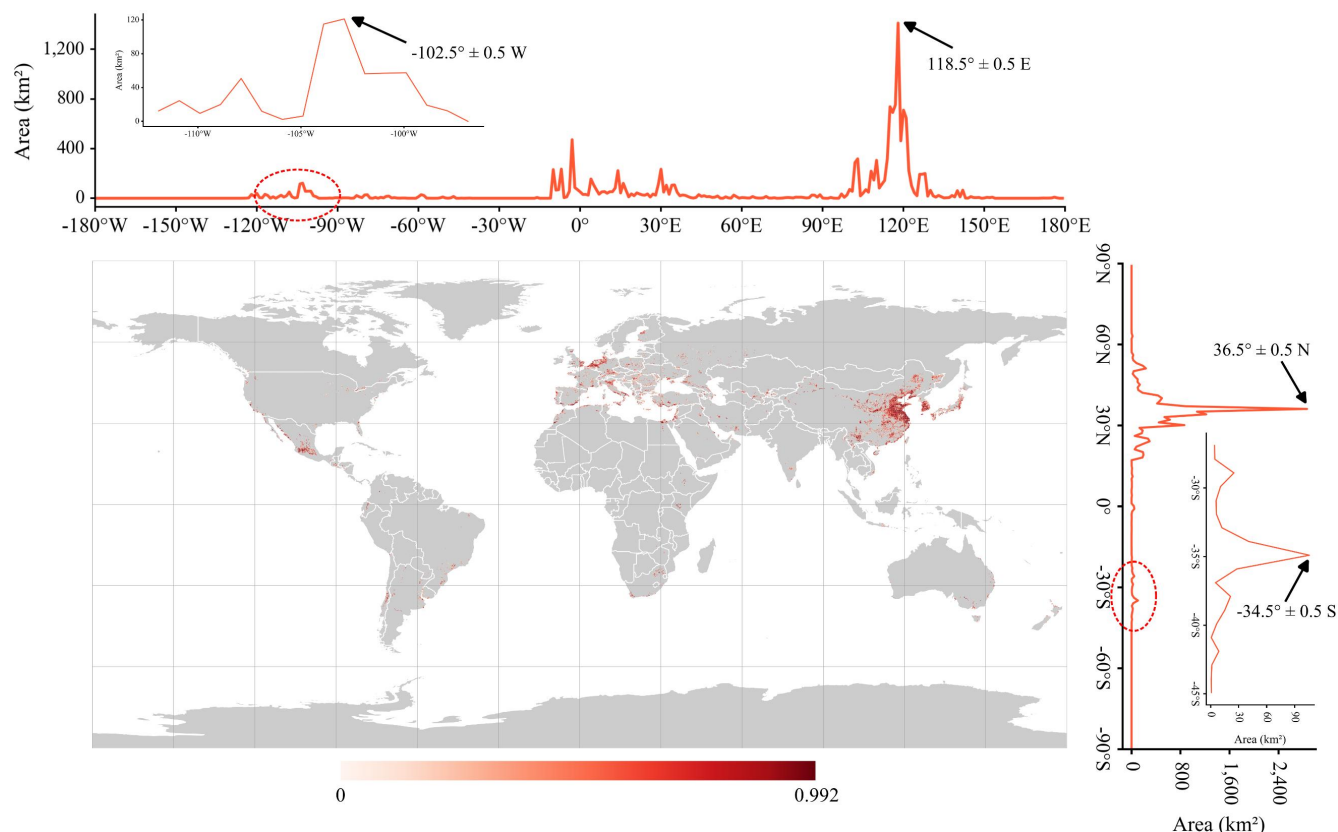 120
80
40
0
Area (km²)
-110°W
-105°W
-100°W
-102.5° ± 0.5 W
118.5° ± 0.5 E
1,200
800
400
0
Area (km²)
-180°W
-150°W
-120°W
-90°W
-60°W
-30°W
0°
30°E
60°E
90°E
120°E
150°E
180°E
90°N
60°N
30°N
0°
-30°S
-60°S
-90°S
36.5° ± 0.5 N
-30°S
-35°S
-40°S
-45°S
-34.5° ± 0.5 S
0
30
60
90
Area (km²)
0
800
1,600
2,400
Area (km²)
0
0.992